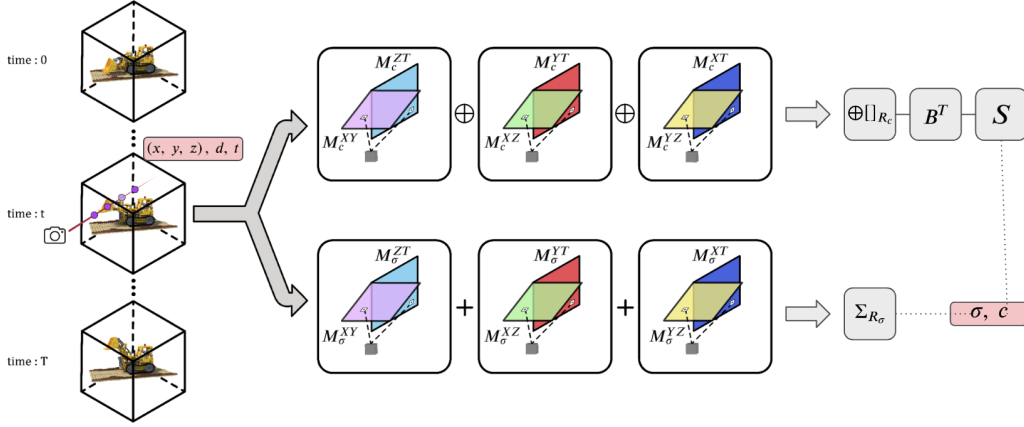 time : 0
(x, y, z), d, t
time : t
time : T
M_c^{ZT}
M_c^{XY}
⊕
M_c^{YT}
M_c^{XZ}
⊕
M_c^{XT}
M_c^{YZ}
⊕[]_{R_c}
B^T
S
M_σ^{ZT}
M_σ^{XY}
+
M_σ^{YT}
M_σ^{XZ}
+
M_σ^{XT}
M_σ^{YZ}
Σ_{R_σ}
σ, c